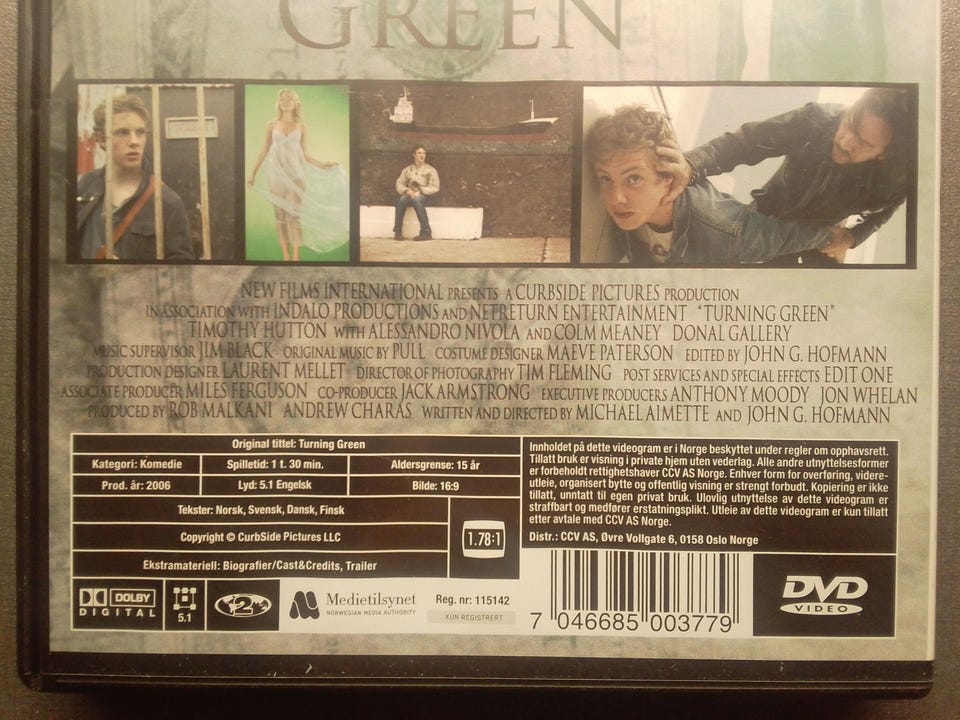 GREEN
NEW FILMS INTERNATIONAL PRESENTS A CURBSIDE PICTURES PRODUCTION
IN ASSOCIATION WITH INDALO PRODUCTIONS AND NETRETURN ENTERTAINMENT "TURNING GREEN"
TIMOTHY HUTTON WITH ALESSANDRO NIVOLA AND COLM MEANEY DONAL GALLERY
MUSIC SUPERVISOR JIM BLACK ORIGINAL MUSIC BY PULL COSTUME DESIGNER MAEVE PATERSON EDITED BY JOHN G. HOFMANN
PRODUCTION DESIGNER LAURENT MELLET DIRECTOR OF PHOTOGRAPHY TIM FLEMING POST SERVICES AND SPECIAL EFFECTS EDIT ONE
ASSOCIATE PRODUCER MILES FERGUSON CO-PRODUCER JACK ARMSTRONG EXECUTIVE PRODUCERS ANTHONY MOODY JON WHELAN
PRODUCED BY ROB MALKANI ANDREW CHARAS WRITTEN AND DIRECTED BY MICHAEL AIMETTE AND JOHN G. HOFMANN
Original tittel: Turning Green
Kategori: Komedie Spilletid: 1 t. 30 min. Aldersgrense: 15 år
Prod. år: 2006 Lyd: 5.1 Engelsk Bilde: 16:9
Tekster: Norsk, Svensk, Dansk, Finsk
Copyright © CurbSide Pictures LLC
Ekstramateriell: Biografier/Cast&Credits, Trailer
1.78:1
Innholdet på dette videogram er i Norge beskyttet under regler om opphavsrett.
Tillatt bruk er visning i private hjem uten vederlag. Alle andre utnyttelsesformer
er forbeholdt rettighetshaver CCV AS Norge. Enhver form for overføring, videre-
utleie, organisert bytte og offentlig visning er strengt forbudt. Kopiering er ikke
tillatt, unntatt til egen privat bruk. Ulovlig utnyttelse av dette videogram er
straffbart og medfører erstatningsplikt. Utleie av dette videogram er kun tillatt
etter avtale med CCV AS Norge.
Distr.: CCV AS, Øvre Vollgate 6, 0158 Oslo Norge
DOLBY
DIGITAL
5.1
2
Medietilsynet
NORWEGIAN MEDIA AUTHORITY
Reg. nr: 115142
KUN REGISTRERT
7 046685 003779
DVD
VIDEO